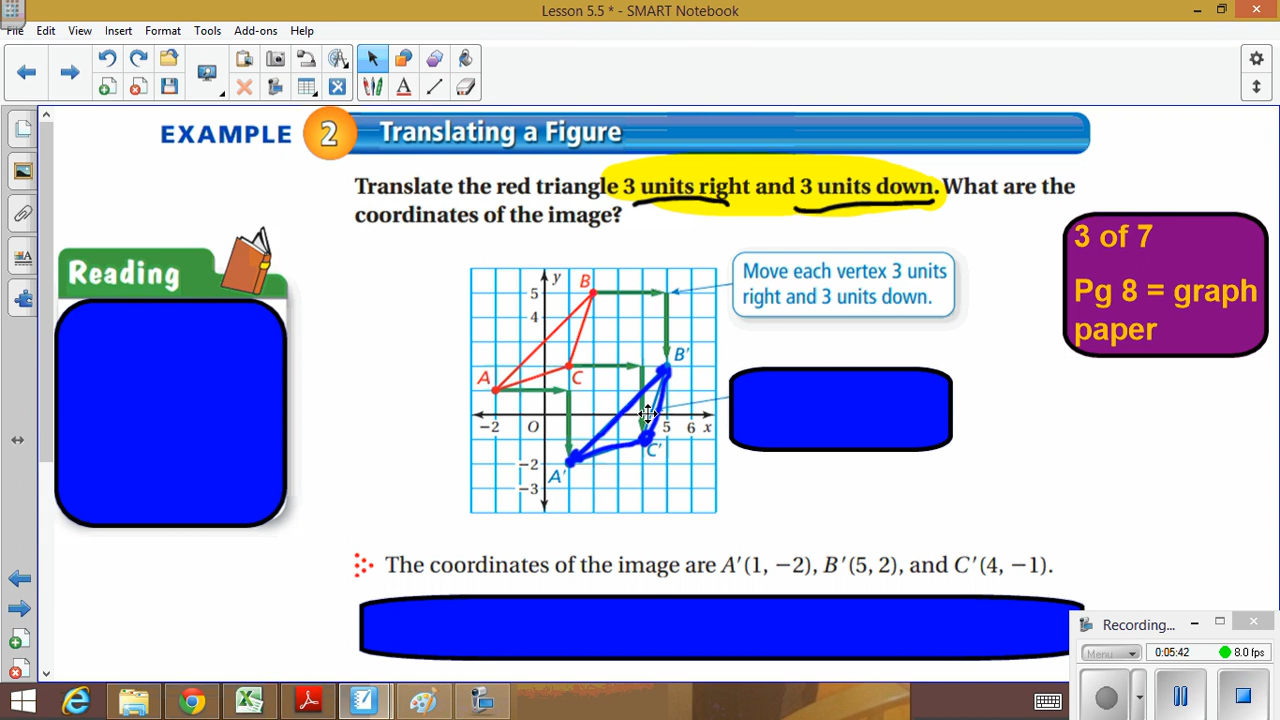 Lesson 5.5 * - SMART Notebook
File Edit View Insert Format Tools Add-ons Help
EXAMPLE 2 Translating a Figure
Translate the red triangle 3 units right and 3 units down. What are the
coordinates of the image?
3 of 7
Pg 8 = graph
paper
Reading
Move each vertex 3 units
right and 3 units down.
y
B
5
4
B'
A
C
-2
O
5
6
x
C'
-2
A'
-3
The coordinates of the image are A'(1, −2), B'(5, 2), and C'(4, −1).
Recording...
Menu 0:05:42 8.0 fps